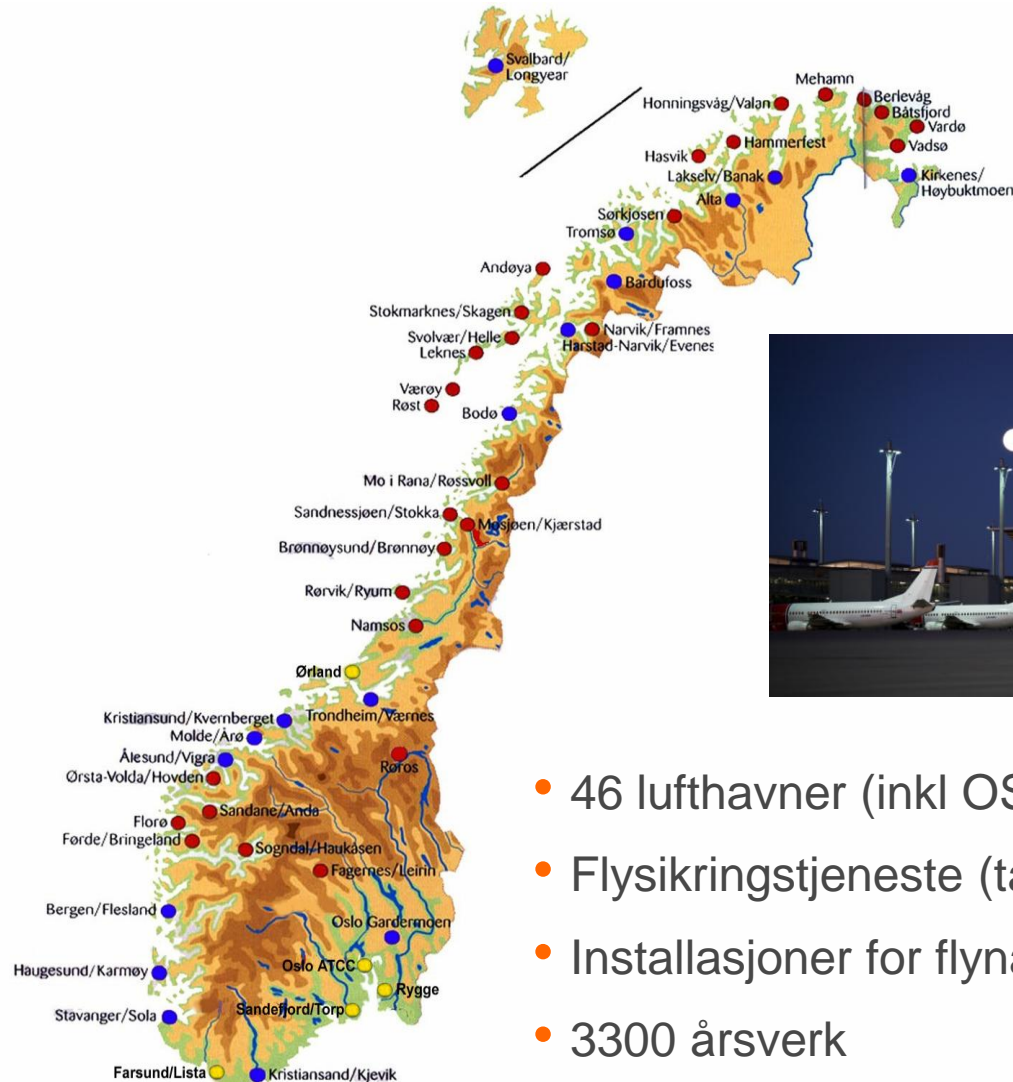 Svalbard/
Longyear
Mehamn
Honningsvåg/Valan
Berlevåg
Båtsfjord
Vardø
Hammerfest
Vadsø
Hasvik
Lakselv/Banak
Kirkenes/
Høybuktmoen
Alta
Sørkjosen
Tromsø
Andøya
Bardufoss
Stokmarknes/Skagen
Narvik/Framnes
Svolvær/Helle
Harstad-Narvik/Evenes
Leknes
Værøy
Røst
Bodø
Mo i Rana/Røssvoll
Sandnessjøen/Stokka
Mosjøen/Kjærstad
Brønnøysund/Brønnøy
Rørvik/Ryum
Namsos
Ørland
Trondheim/Værnes
Kristiansund/Kvernberget
Molde/Årø
Ålesund/Vigra
Røros
Ørsta-Volda/Hovden
Sandane/Anda
Florø
Førde/Bringeland
Sogndal/Haukåsen
Fagernes/Leirin
Bergen/Flesland
Oslo Gardermoen
Oslo ATCC
Haugesund/Karmøy
Rygge
Sandefjord/Torp
Stavanger/Sola
Farsund/Lista
Kristiansand/Kjevik
• 46 lufthavner (inkl OS
• Flysikringstjeneste (ta
• Installasjoner for flyna
• 3300 årsverk